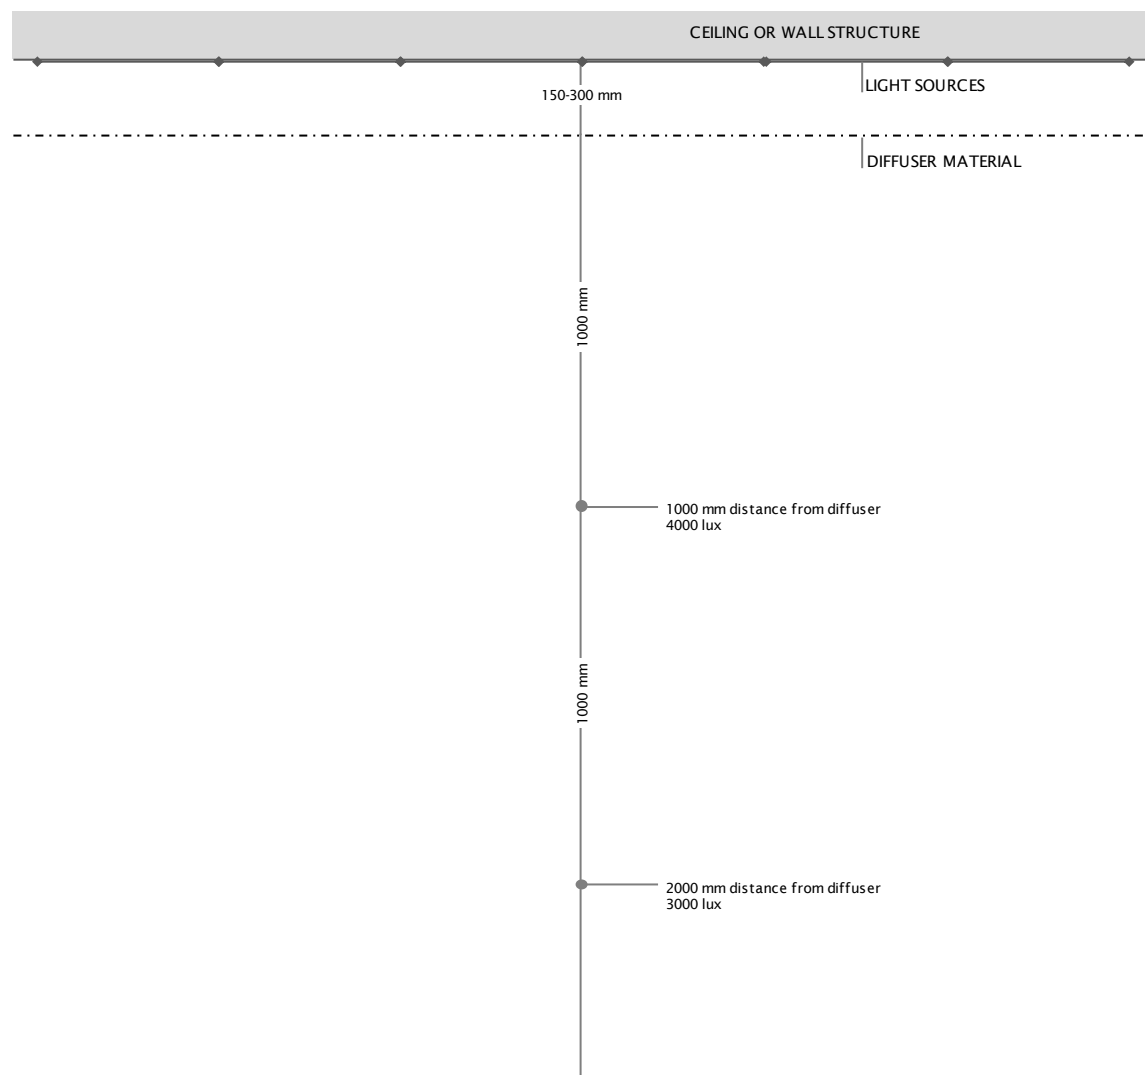 CEILING OR WALL STRUCTURE
LIGHT SOURCES
150-300 mm
DIFFUSER MATERIAL
1000 mm
1000 mm distance from diffuser
4000 lux
1000 mm
2000 mm distance from diffuser
3000 lux